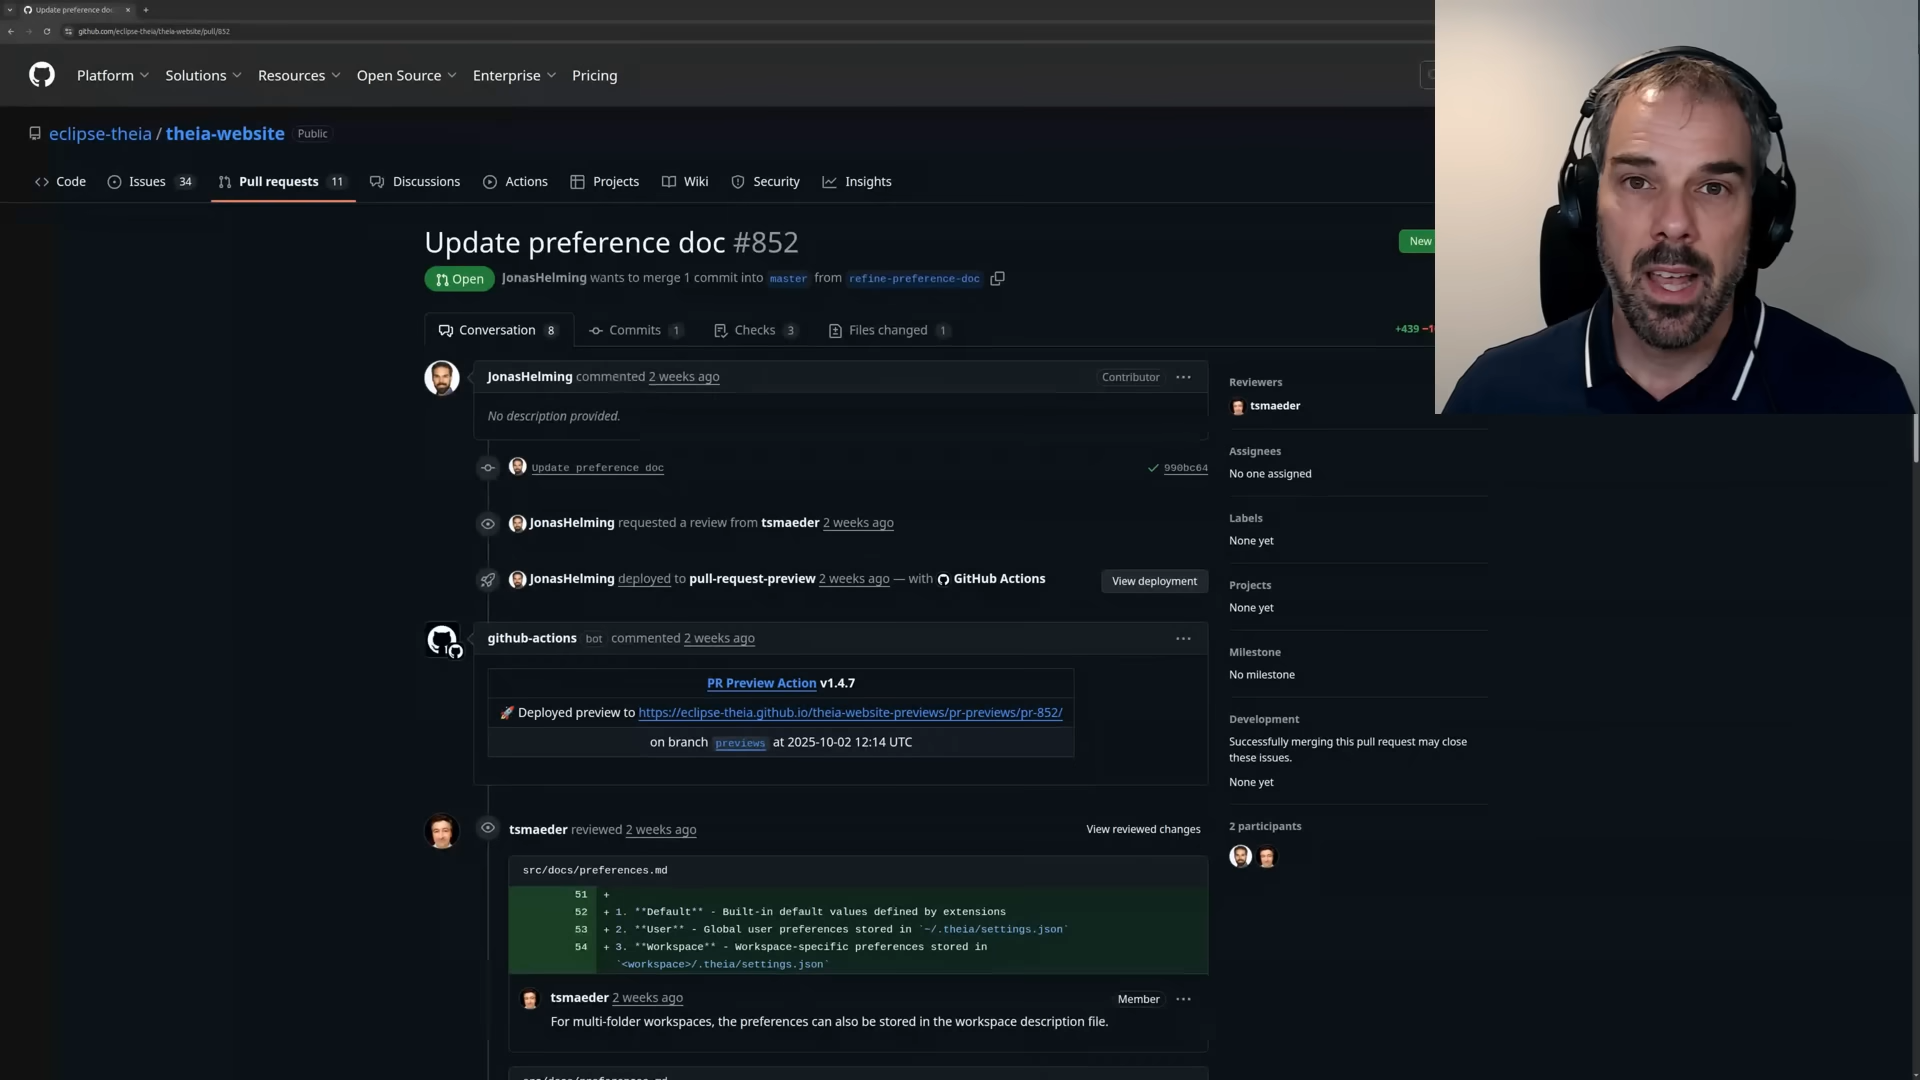 Update preference doc
github.com/eclipse-theia/theia-website/pull/852
Platform
Solutions
Resources
Open Source
Enterprise
Pricing
eclipse-theia / theia-website Public
Code
Issues 34
Pull requests 11
Discussions
Actions
Projects
Wiki
Security
Insights
Update preference doc #852
New
Open JonasHelming wants to merge 1 commit into master from refine-preference-doc
Conversation 8
Commits 1
Checks 3
Files changed 1
+439
JonasHelming commented 2 weeks ago Contributor
No description provided.
Update preference doc 990bc64
JonasHelming requested a review from tsmaeder 2 weeks ago
JonasHelming deployed to pull-request-preview 2 weeks ago — with GitHub Actions View deployment
github-actions bot commented 2 weeks ago
PR Preview Action v1.4.7
🚀 Deployed preview to https://eclipse-theia.github.io/theia-website-previews/pr-previews/pr-852/
on branch previews at 2025-10-02 12:14 UTC
tsmaeder reviewed 2 weeks ago View reviewed changes
src/docs/preferences.md
51 +
52 + 1. **Default** - Built-in default values defined by extensions
53 + 2. **User** - Global user preferences stored in `~/.theia/settings.json`
54 + 3. **Workspace** - Workspace-specific preferences stored in
`<workspace>/.theia/settings.json`
tsmaeder 2 weeks ago Member
For multi-folder workspaces, the preferences can also be stored in the workspace description file.
Reviewers
tsmaeder
Assignees
No one assigned
Labels
None yet
Projects
None yet
Milestone
No milestone
Development
Successfully merging this pull request may close
these issues.
None yet
2 participants